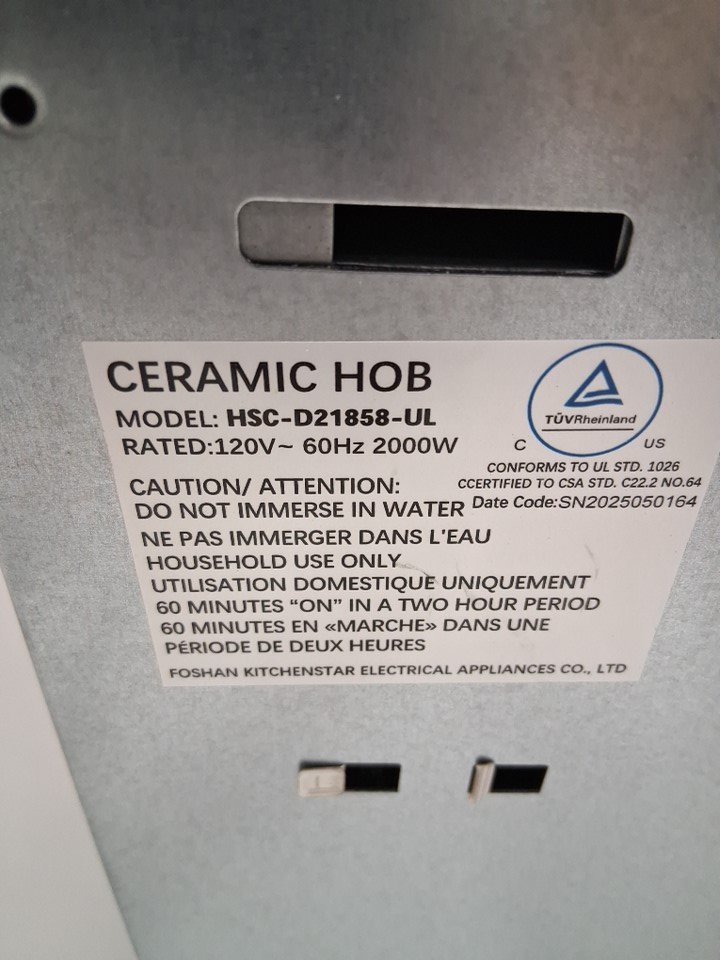 CERAMIC HOB
MODEL: HSC-D21858-UL
RATED:120V~ 60Hz 2000W
TÜVRheinland
C US
CONFORMS TO UL STD. 1026
CCERTIFIED TO CSA STD. C22.2 NO.64
Date Code:SN2025050164
CAUTION/ ATTENTION:
DO NOT IMMERSE IN WATER
NE PAS IMMERGER DANS L'EAU
HOUSEHOLD USE ONLY
UTILISATION DOMESTIQUE UNIQUEMENT
60 MINUTES “ON” IN A TWO HOUR PERIOD
60 MINUTES EN «MARCHE» DANS UNE
PÉRIODE DE DEUX HEURES
FOSHAN KITCHENSTAR ELECTRICAL APPLIANCES CO., LTD